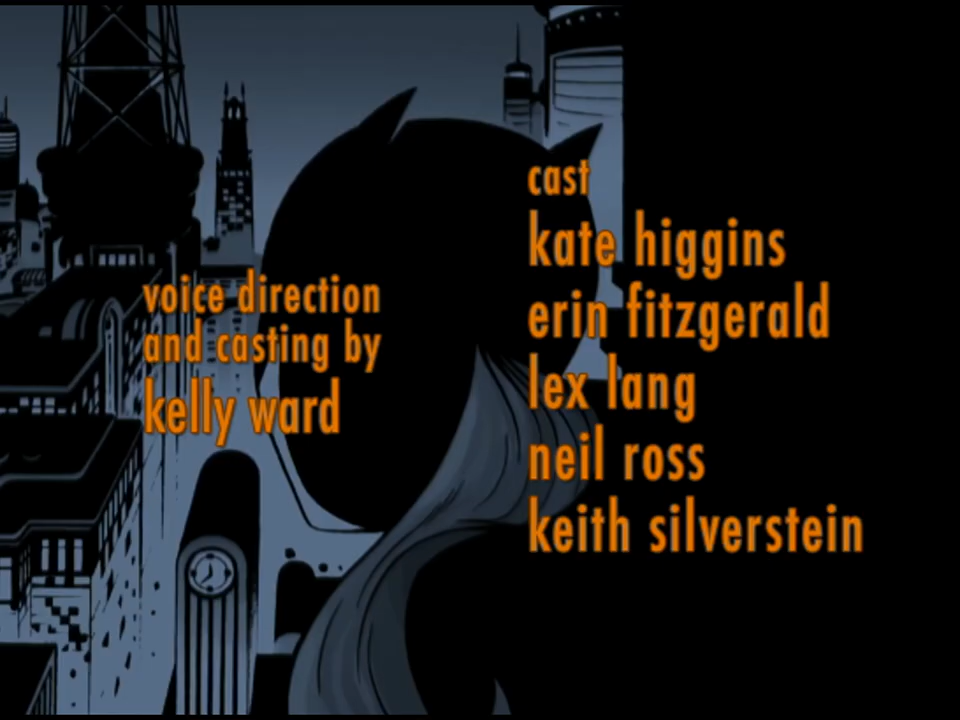 voice direction
and casting by
kelly ward
cast
kate higgins
erin fitzgerald
lex lang
neil ross
keith silverstein